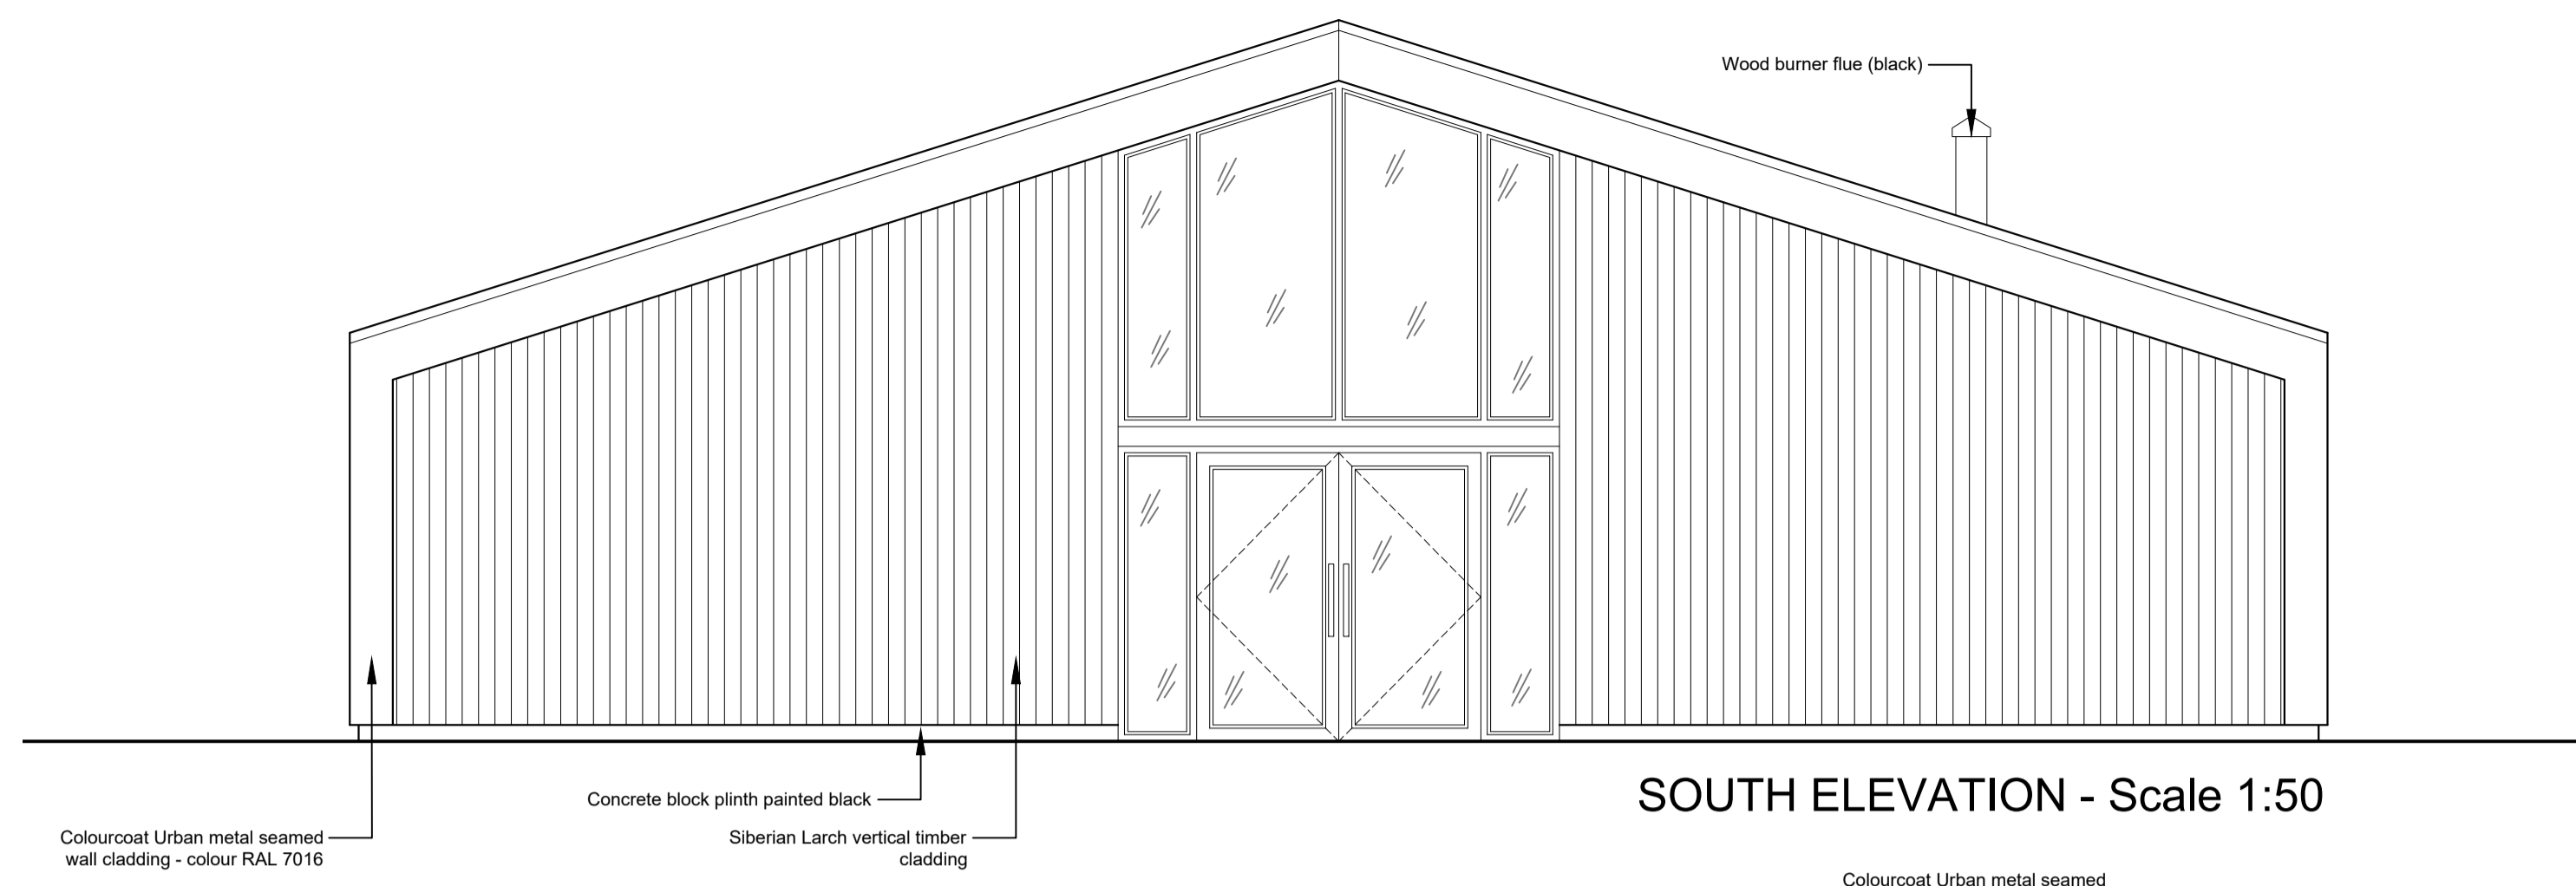 Wood burner flue (black)
SOUTH ELEVATION - Scale 1:50
Concrete block plinth painted black
Colourcoat Urban metal seamed
wall cladding - colour RAL 7016
Siberian Larch vertical timber
cladding
Colourcoat Urban metal seamed